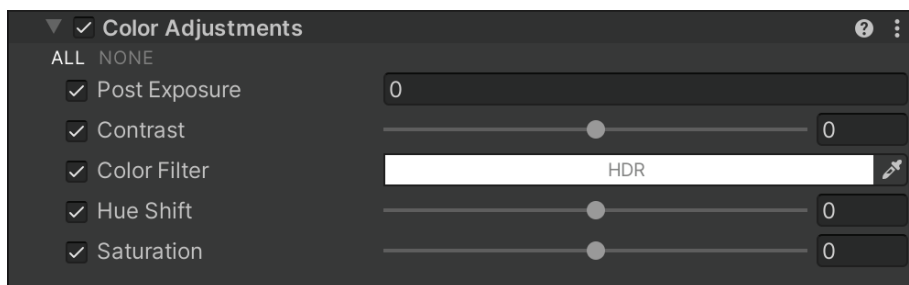 Color Adjustments
ALL NONE
Post Exposure 0
Contrast 0
Color Filter HDR
Hue Shift 0
Saturation 0